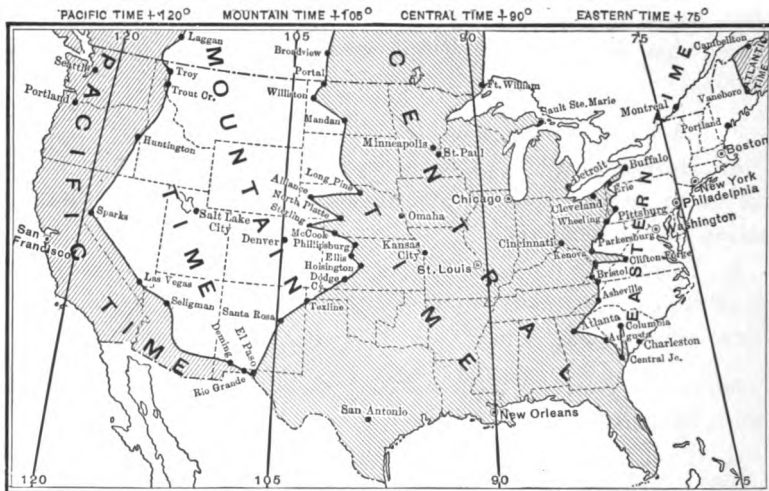 PACIFIC TIME +120° MOUNTAIN TIME +105° CENTRAL TIME +90° EASTERN TIME +75°
120 105 90 75
PACIFIC TIME
MOUNTAIN TIME
CENTRAL TIME
EASTERN TIME
ATLANTIC TIME
Laggan
Seattle
Troy
Trout Cr.
Portland
Huntington
Sparks
San Francisco
Salt Lake City
Las Vegas
Seligman
Broadview
Portal
Williston
Mandan
Long Pine
Alliance
North Platte
Stirling
McCook
Denver
Phillipsburg
Ellis
Hoisington
Dodge C.
Texline
Santa Rosa
Deming
El Paso
Rio Grande
San Antonio
Ft. William
Sault Ste. Marie
Minneapolis
St. Paul
Omaha
Kansas City
St. Louis
Chicago
Cincinnati
New Orleans
Detroit
Buffalo
Erie
Cleveland
Wheeling
Pittsburg
Parkersburg
Kenova
Clifton Forge
Bristol
Asheville
Atlanta
Columbia
Augusta
Charleston
Central Jc.
Montreal
Vanceboro
Portland
Boston
New York
Philadelphia
Washington
120 105 90 75